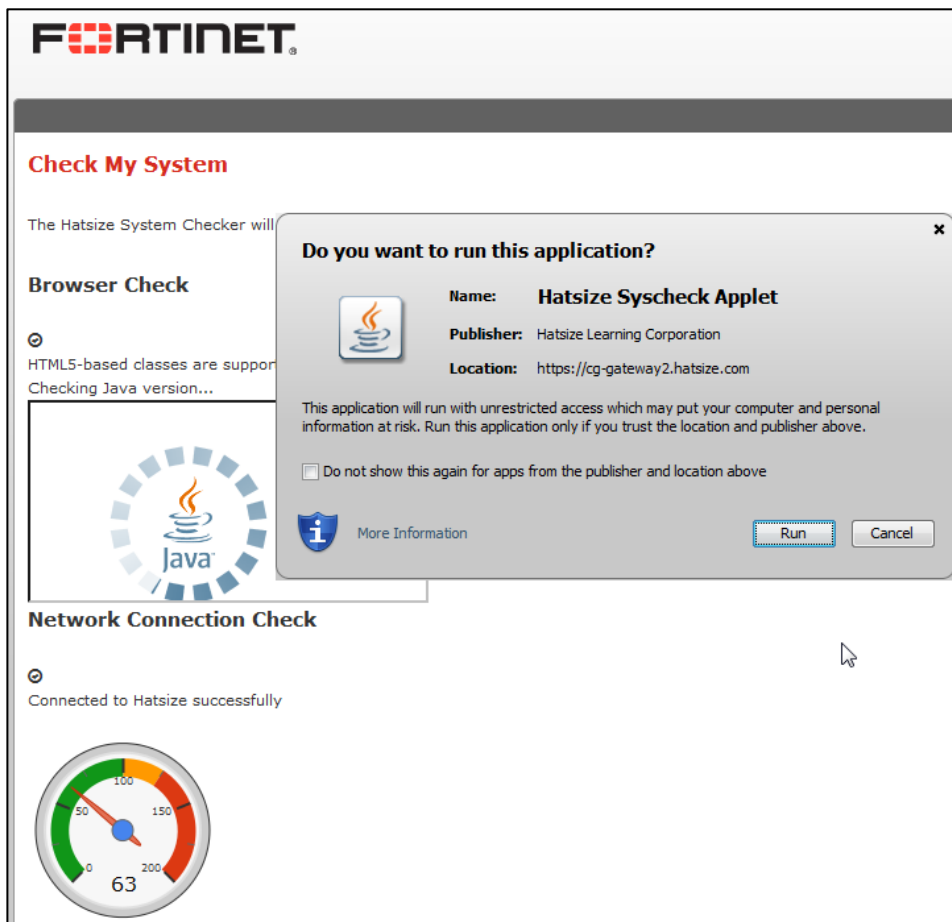 FORTINET®
Check My System
The Hatsize System Checker will
Do you want to run this application?
Name: Hatsize Syscheck Applet
Publisher: Hatsize Learning Corporation
Location: https://cg-gateway2.hatsize.com
This application will run with unrestricted access which may put your computer and personal
information at risk. Run this application only if you trust the location and publisher above.
Do not show this again for apps from the publisher and location above
More Information
Run
Cancel
Browser Check
HTML5-based classes are suppor
Checking Java version...
Java
Network Connection Check
Connected to Hatsize successfully
0
50
100
150
200
63